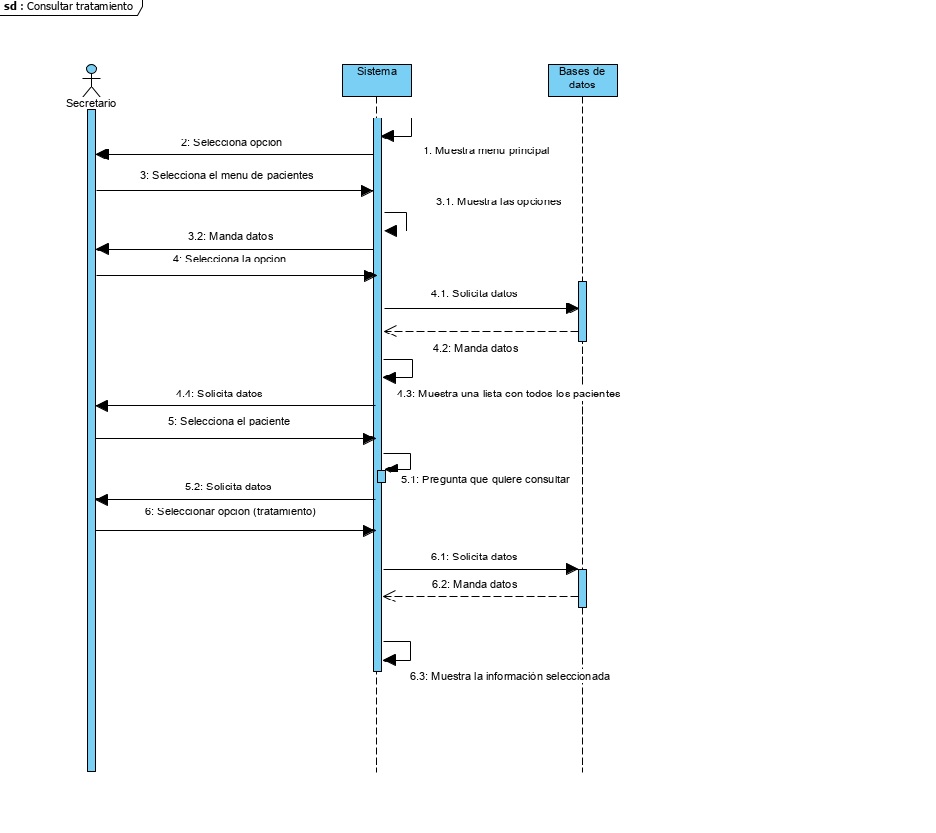 sd : Consultar tratamiento
Sistema
Bases de
datos
Secretario
2: Selecciona opcion
1. Muestra menu principal
3: Selecciona el menu de pacientes
3.1. Muestra las opciones
3.2: Manda datos
4: Selecciona la opcion
4.1. Solicita datos
4.2: Manda datos
4.3: Muestra una lista con todos los pacientes
4.4: Solicita datos
5: Selecciona el paciente
5.1: Pregunta que quiere consultar
5.2: Solicita datos
6: Seleccionar opcion (tratamiento)
6.1: Solicita datos
6.2: Manda datos
6.3: Muestra la información seleccionada